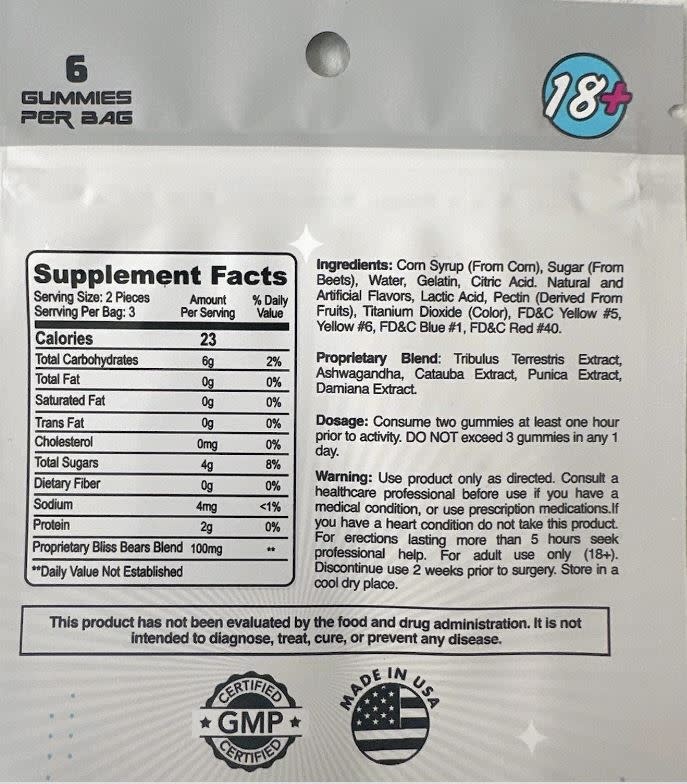 6
GUMMIES
PER BAG
18+
Supplement Facts
Serving Size: 2 Pieces
Serrving Per Bag: 3
Amount Per Serving
% Daily Value
Calories 23
Total Carbohydrates 6g 2%
Total Fat 0g 0%
Saturated Fat 0g 0%
Trans Fat 0g 0%
Cholesterol 0mg 0%
Total Sugars 4g 8%
Dietary Fiber 0g 0%
Sodium 4mg <1%
Protein 2g 0%
Proprietary Bliss Bears Blend 100mg **
**Daily Value Not Established
Ingredients: Corn Syrup (From Corn), Sugar (From
Beets), Water, Gelatin, Citric Acid. Natural and
Artificial Flavors, Lactic Acid, Pectin (Derived From
Fruits), Titanium Dioxide (Color), FD&C Yellow #5,
Yellow #6, FD&C Blue #1, FD&C Red #40.
Proprietary Blend: Tribulus Terrestris Extract,
Ashwagandha, Catauba Extract, Punica Extract,
Damiana Extract.
Dosage: Consume two gummies at least one hour
prior to activity. DO NOT exceed 3 gummies in any 1
day.
Warning: Use product only as directed. Consult a
healthcare professional before use if you have a
medical condition, or use prescription medications.If
you have a heart condition do not take this product.
For erections lasting more than 5 hours seek
professional help. For adult use only (18+).
Discontinue use 2 weeks prior to surgery. Store in a
cool dry place.
This product has not been evaluated by the food and drug administration. It is not
intended to diagnose, treat, cure, or prevent any disease.
CERTIFIED
GMP
CERTIFIED
MADE IN USA